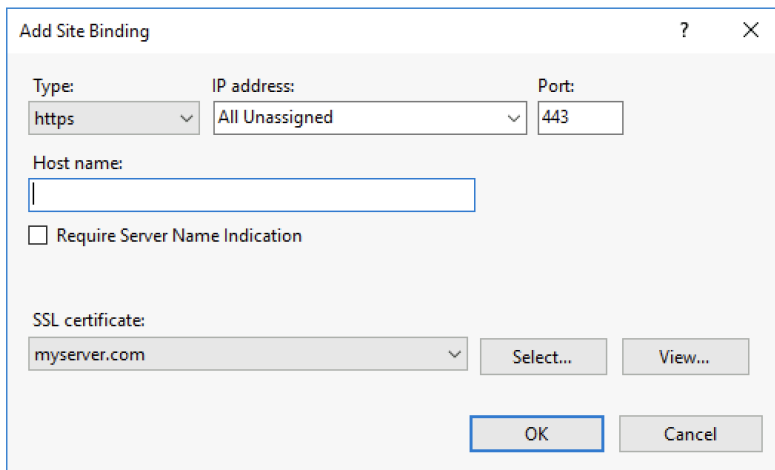 Add Site Binding ? ×
Type: IP address: Port:
https All Unassigned 443
Host name:
Require Server Name Indication
SSL certificate:
myserver.com Select... View...
OK Cancel